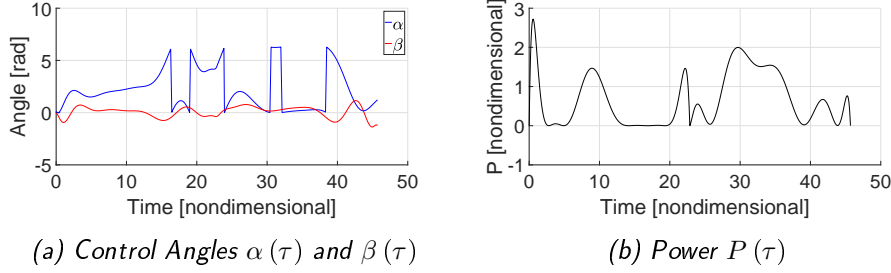 10
5
0
-5
Angle [rad]
α
β
0 10 20 30 40 50
Time [nondimensional]
(a) Control Angles α (τ) and β (τ)
3
2
1
0
-1
P [nondimensional]
0 10 20 30 40 50
Time [nondimensional]
(b) Power P (τ)